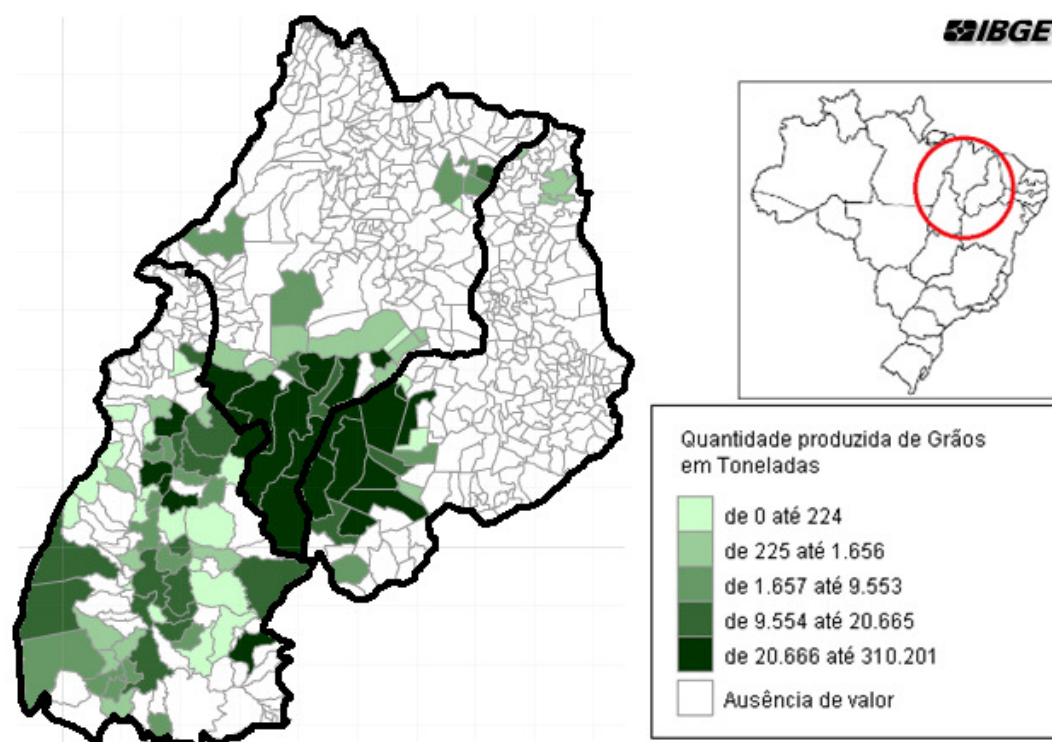 IBGE
Quantidade produzida de Grãos
em Toneladas
de 0 até 224
de 225 até 1.656
de 1.657 até 9.553
de 9.554 até 20.665
de 20.666 até 310.201
Ausência de valor